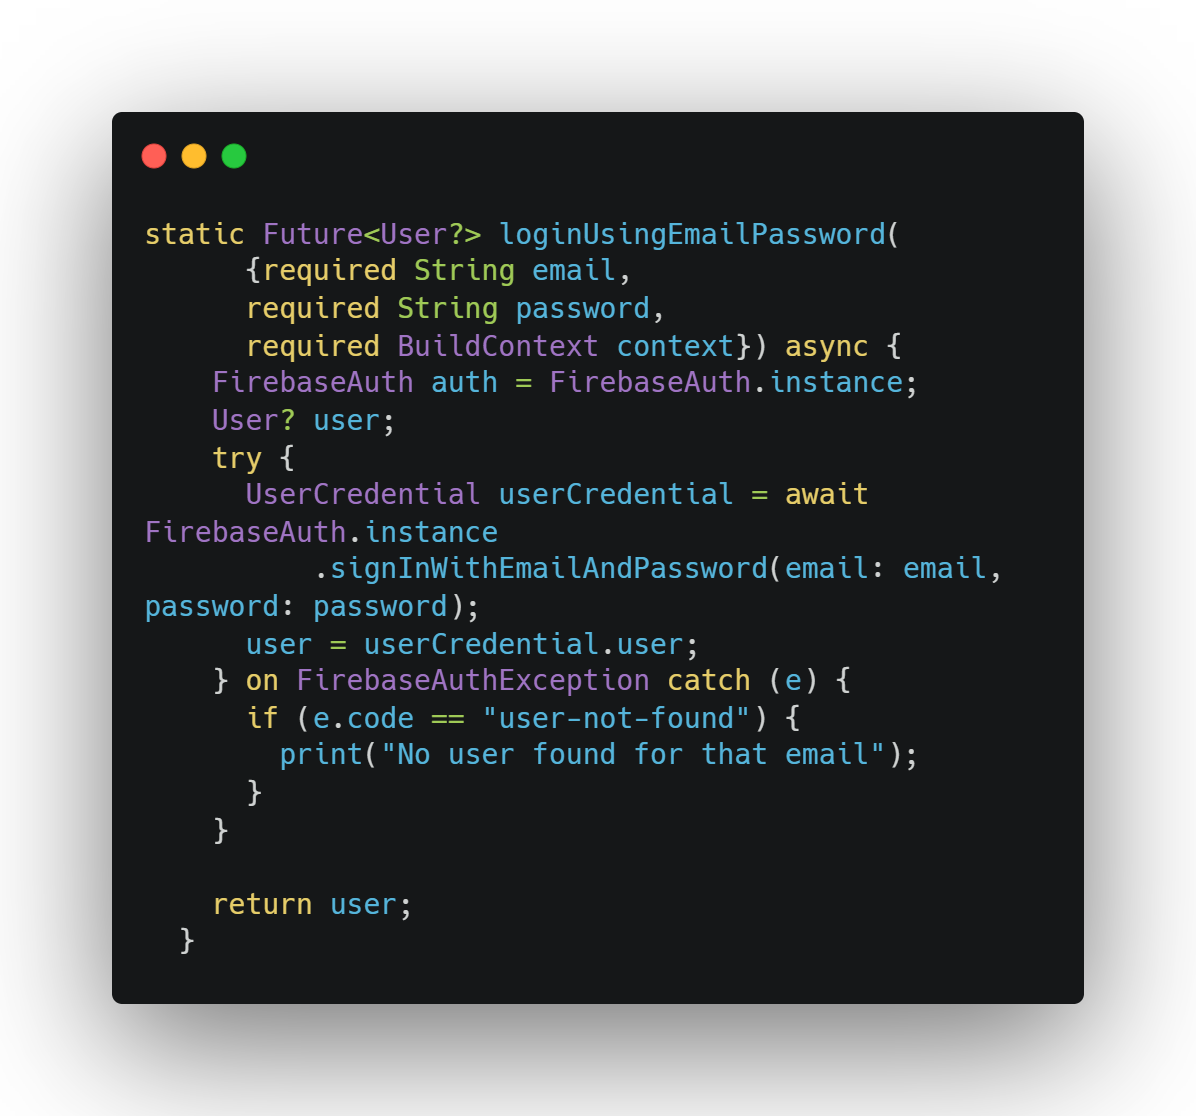 static Future<User?> loginUsingEmailPassword(
      {required String email,
      required String password,
      required BuildContext context}) async {
    FirebaseAuth auth = FirebaseAuth.instance;
    User? user;
    try {
      UserCredential userCredential = await
FirebaseAuth.instance
          .signInWithEmailAndPassword(email: email,
password: password);
      user = userCredential.user;
    } on FirebaseAuthException catch (e) {
      if (e.code == "user-not-found") {
        print("No user found for that email");
      }
    }

    return user;
  }